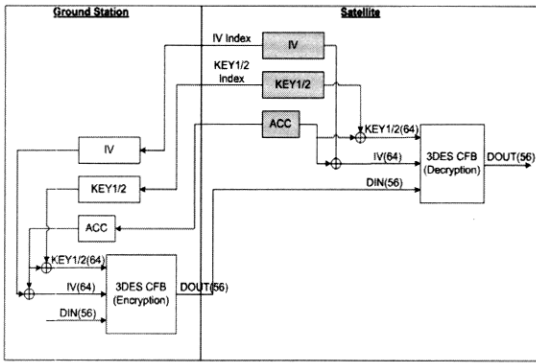 Ground Station
Satellite
IV Index
IV
KEY1/2
Index
KEY1/2
ACC
KEY1/2(64)
IV
IV(64)
3DES CFB
(Decryption)
DOUT(56)
KEY1/2
DIN(56)
ACC
KEY1/2(64)
IV(64)
3DES CFB
(Encryption)
DOUT(56)
DIN(56)